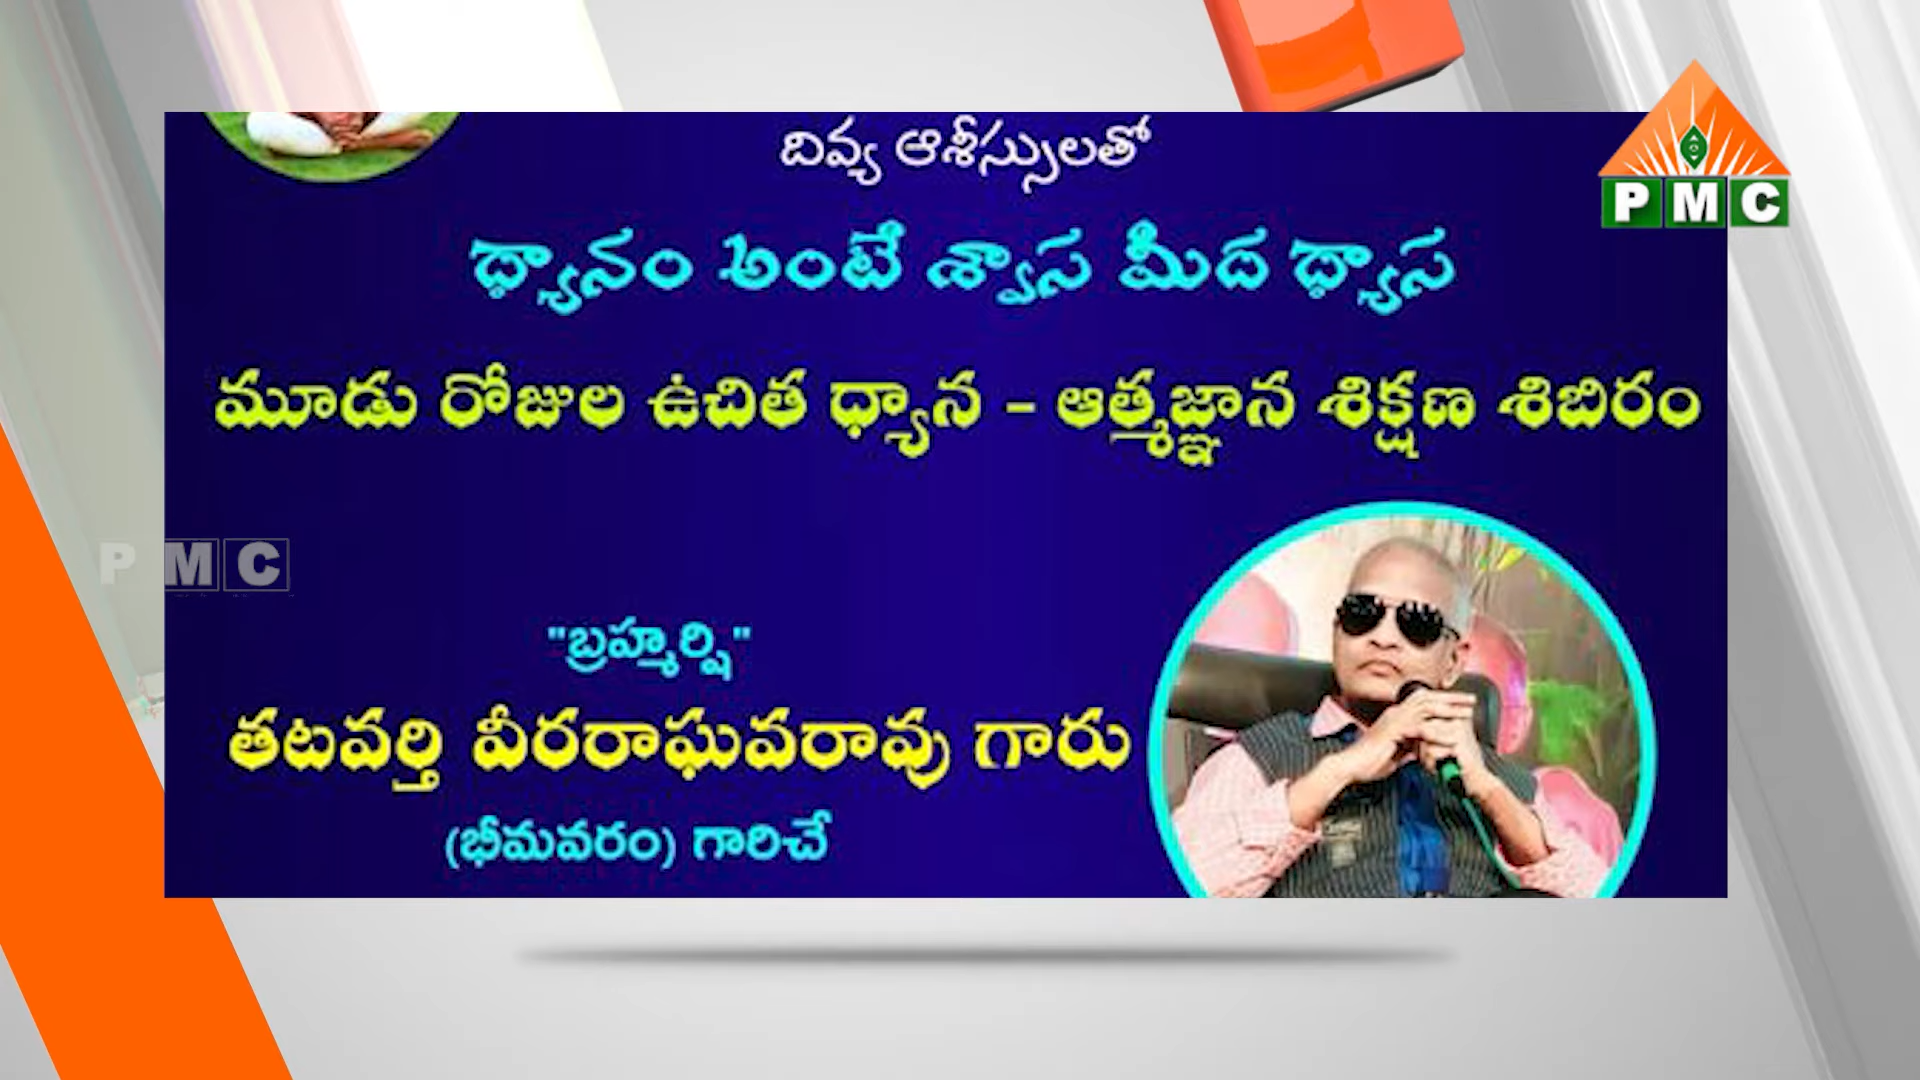 దివ్య ఆశీస్సులతో
ధ్యానం అంటే శ్వాస మీద ధ్యాస
మూడు రోజుల ఉచిత ధ్యాన - ఆత్మజ్ఞాన శిక్షణ శిబిరం
"బ్రహ్మర్షి"
తటవర్తి వీరరాఘవరావు గారు
(భీమవరం) గారిచే
PMC
PMC